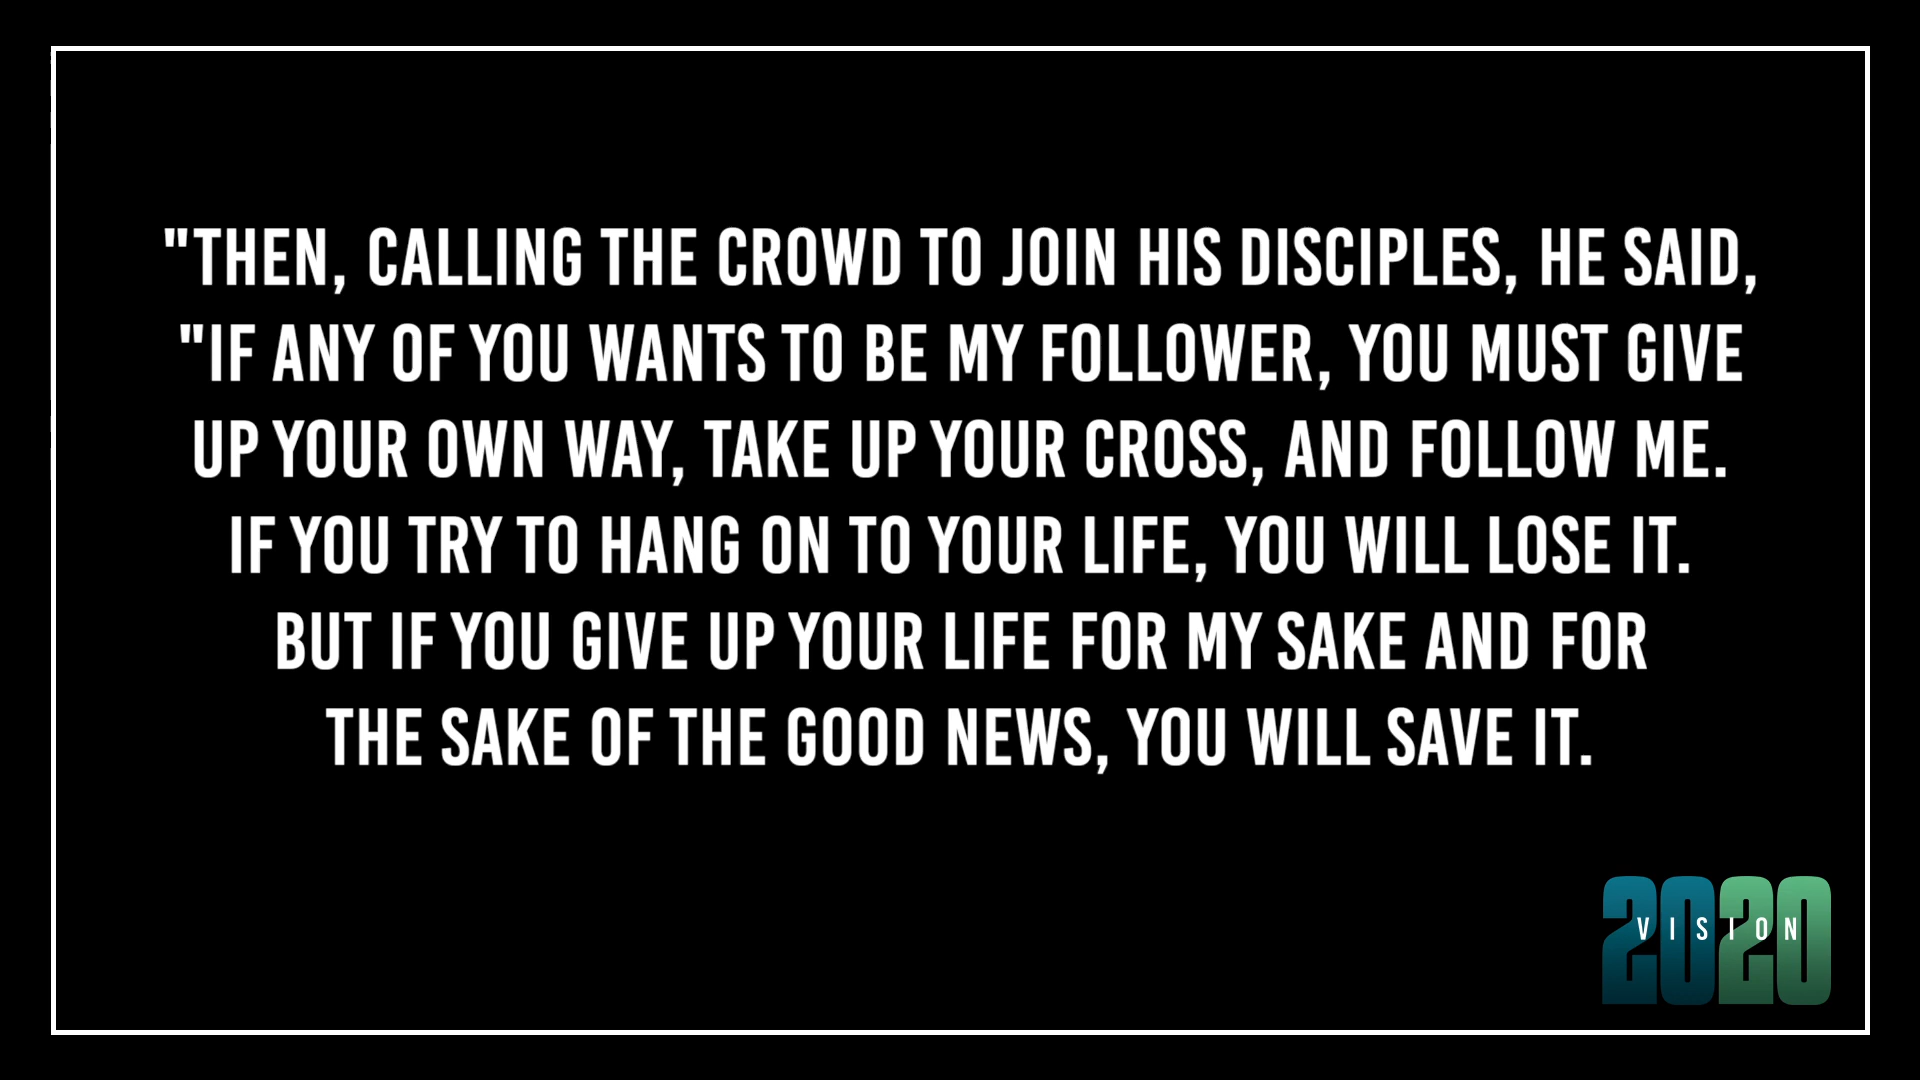 "THEN, CALLING THE CROWD TO JOIN HIS DISCIPLES, HE SAID,
"IF ANY OF YOU WANTS TO BE MY FOLLOWER, YOU MUST GIVE
UP YOUR OWN WAY, TAKE UP YOUR CROSS, AND FOLLOW ME.
IF YOU TRY TO HANG ON TO YOUR LIFE, YOU WILL LOSE IT.
BUT IF YOU GIVE UP YOUR LIFE FOR MY SAKE AND FOR
THE SAKE OF THE GOOD NEWS, YOU WILL SAVE IT.
2020
VISION